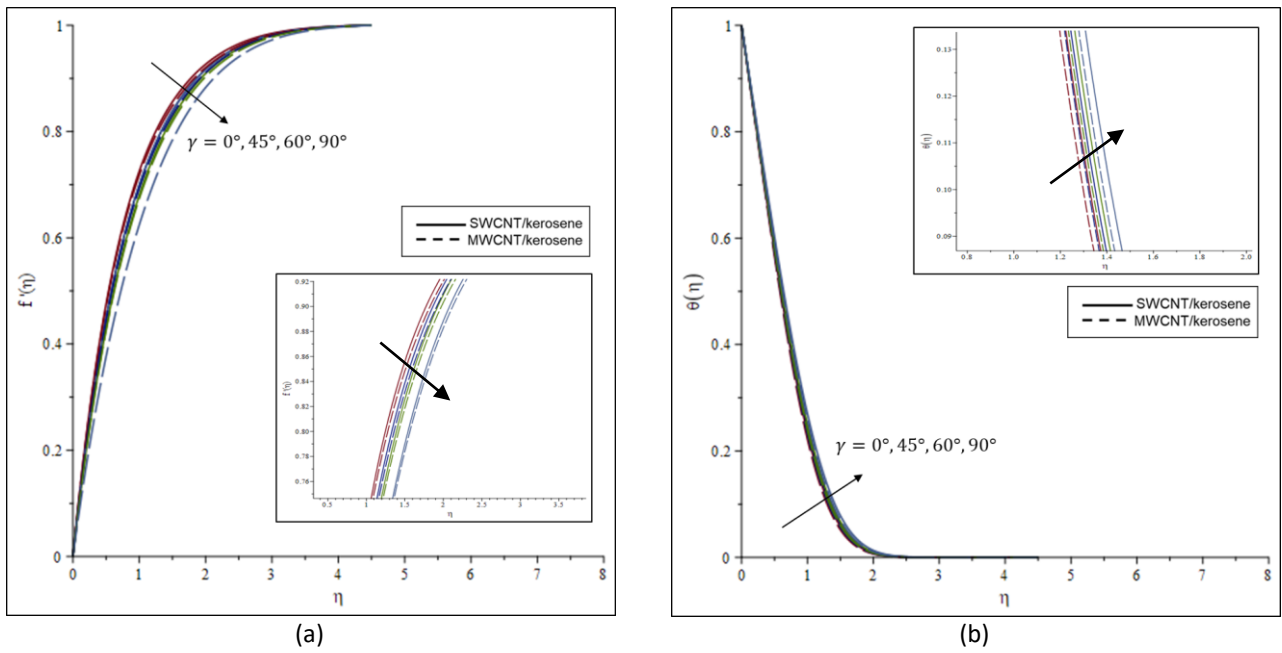 1
0.8
0.6
0.4
0.2
0
f '(η)
0 1 2 3 4 5 6 7 8
η
γ = 0°, 45°, 60°, 90°
SWCNT/kerosene
MWCNT/kerosene
0.92
0.90
0.88
0.86
0.84
0.82
0.80
0.78
0.76
f '(η)
0.5 1 1.5 2 2.5 3 3.5
η
(a)
1
0.8
0.6
0.4
0.2
0
θ(η)
0 1 2 3 4 5 6 7 8
η
0.13
0.12
0.11
0.10
0.09
θ(η)
0.8 1.0 1.2 1.4 1.6 1.8 2.0
η
SWCNT/kerosene
MWCNT/kerosene
γ = 0°, 45°, 60°, 90°
(b)